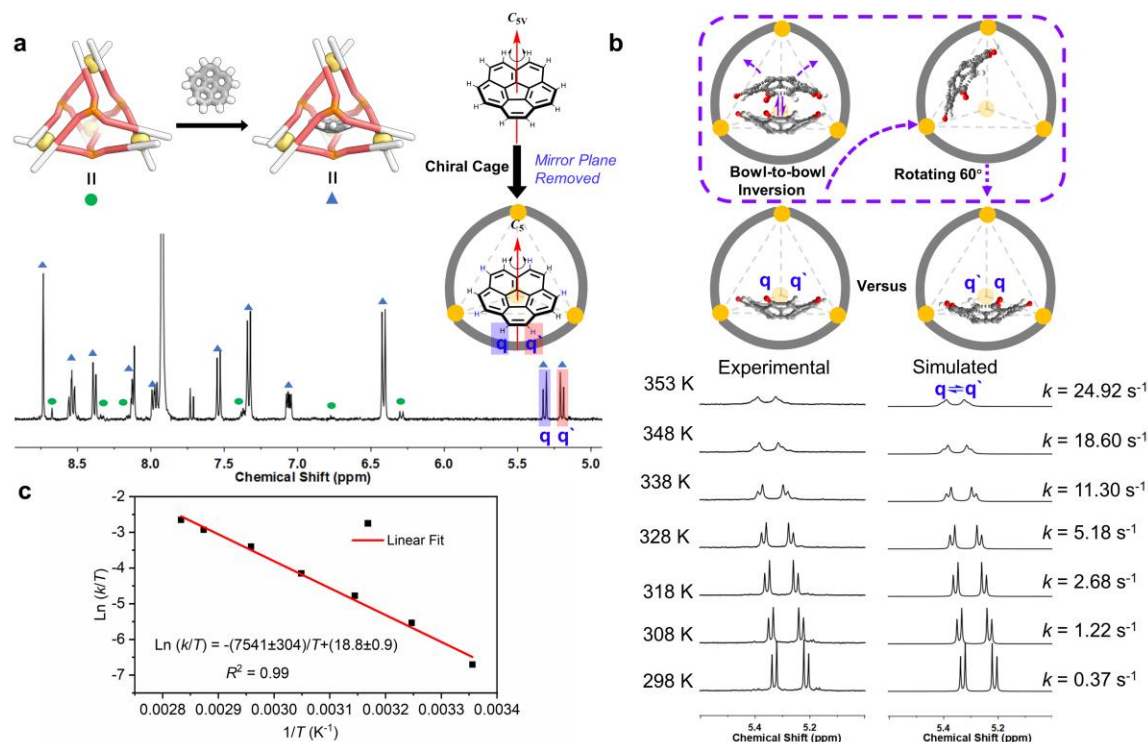 a
C5V
H H H H H H H H H H
Chiral Cage
Mirror Plane
Removed
C5
H H H H H H H H H H
q q`
=
=
8.5 8.0 7.5 7.0 6.5 6.0 5.5 5.0
Chemical Shift (ppm)
q q`
b
Bowl-to-bowl
Inversion
Rotating 60°
q q`
Versus
q` q
Experimental
Simulated
q⇌q`
353 K
k = 24.92 s-1
348 K
k = 18.60 s-1
338 K
k = 11.30 s-1
328 K
k = 5.18 s-1
318 K
k = 2.68 s-1
308 K
k = 1.22 s-1
298 K
k = 0.37 s-1
5.4 5.2
5.4 5.2
Chemical Shift (ppm)
Chemical Shift (ppm)
c
Ln (k/T)
-2
-3
-4
-5
-6
-7
Linear Fit
Ln (k/T) = -(7541±304)/T+(18.8±0.9)
R2 = 0.99
0.0028 0.0029 0.0030 0.0031 0.0032 0.0033 0.0034
1/T (K-1)